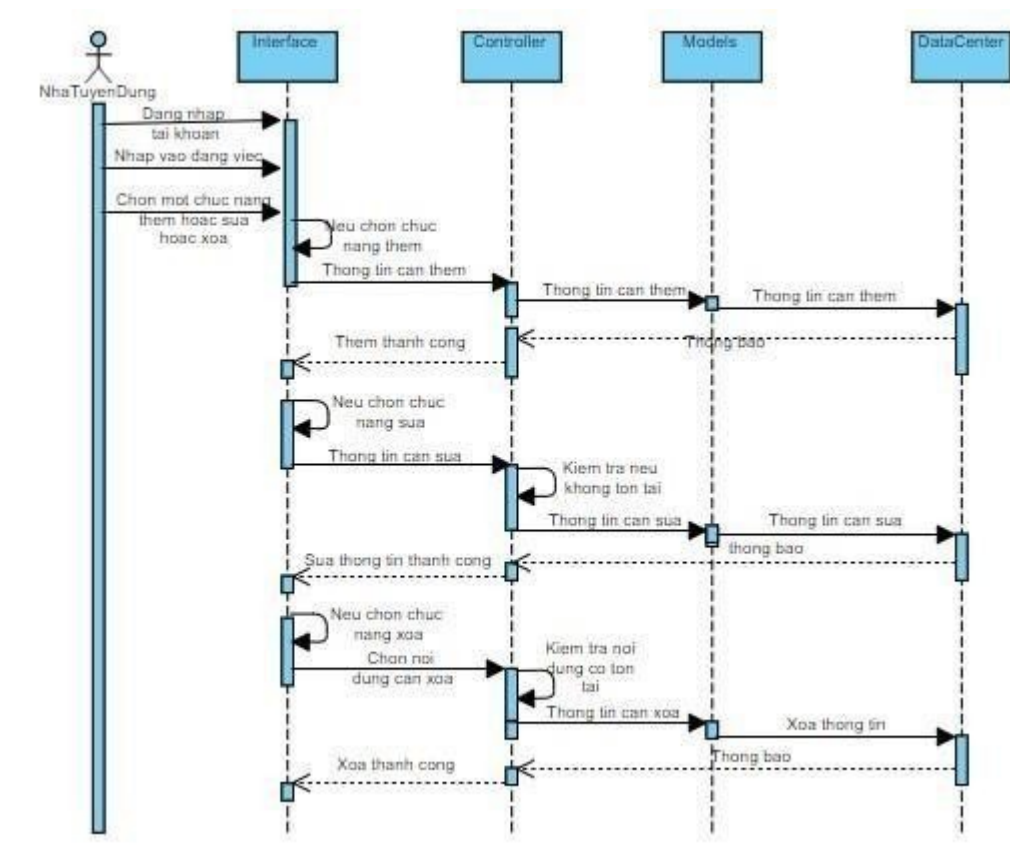 Interface
Controller
Models
DataCenter
NhaTuyenDung
Dang nhap
tai khoan
Nhap vao dang viec
Chon mot chuc nang
them hoac sua
hoac xoa
Neu chon chuc
nang them
Thong tin can them
Thong tin can them
Thong tin can them
Them thanh cong
Thong bao
Neu chon chuc
nang sua
Thong tin can sua
Kiem tra neu
khong ton tai
Thong tin can sua
Thong tin can sua
thong bao
Sua thong tin thanh cong
Neu chon chuc
nang xoa
Chon noi
dung can xoa
Kiem tra noi
dung co ton
tai
Thong tin can xoa
Xoa thong tin
Thong bao
Xoa thanh cong